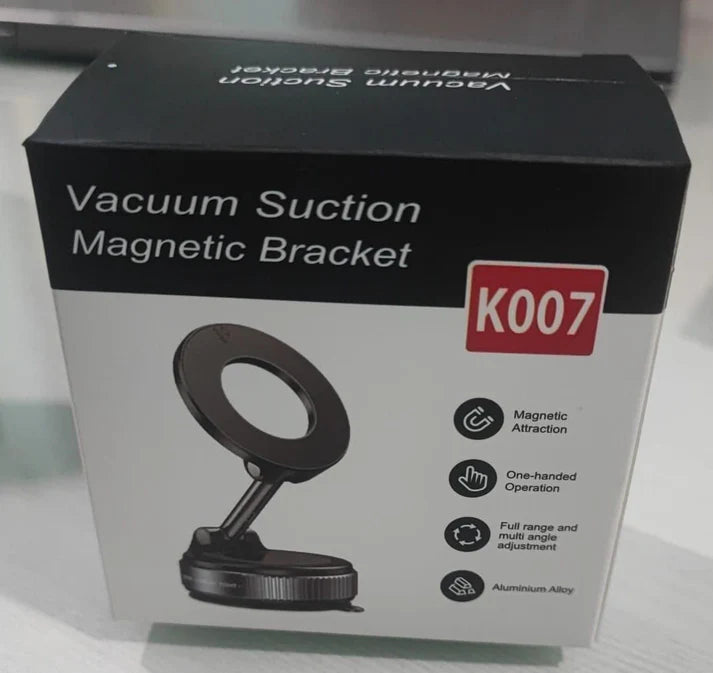 Vacuum Suction
Magnetic Bracket
Vacuum Suction
Magnetic Bracket
K007
Magnetic
Attraction
One-handed
Operation
Full range and
multi angle
adjustment
Aluminium Alloy